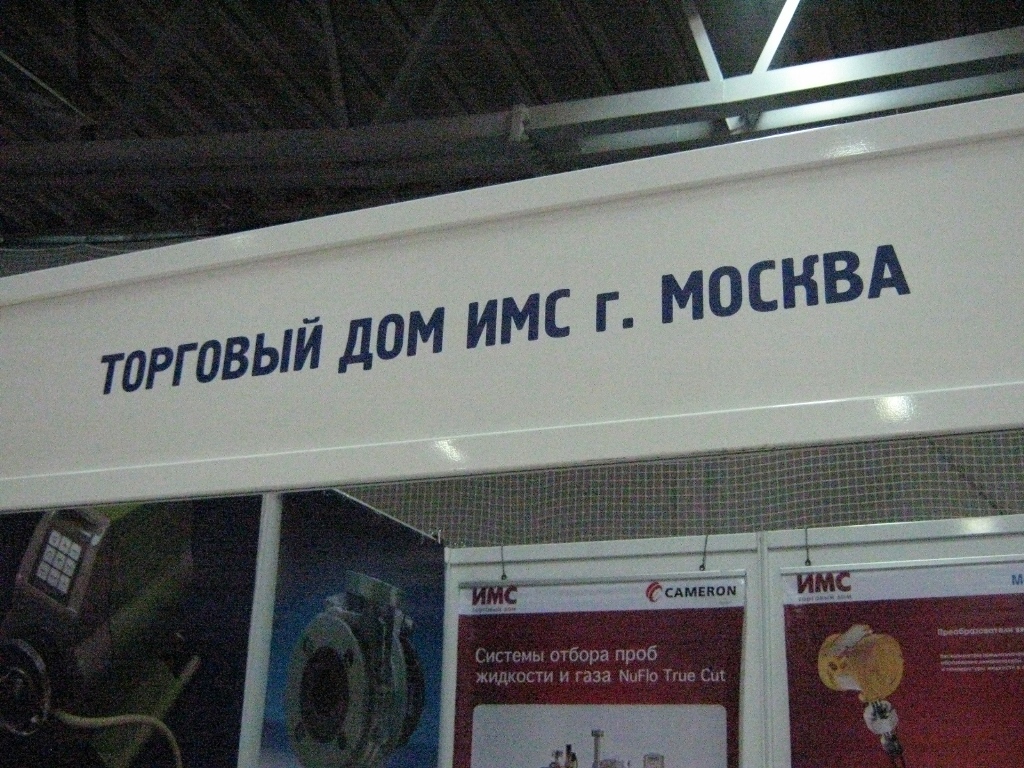 ТОРГОВЫЙ ДОМ ИМС г. МОСКВА
ИМС
ТОРГОВЫЙ ДОМ
CAMERON
Системы отбора проб
жидкости и газа NuFlo True Cut
ИМС
ТОРГОВЫЙ ДОМ
Преобразователи